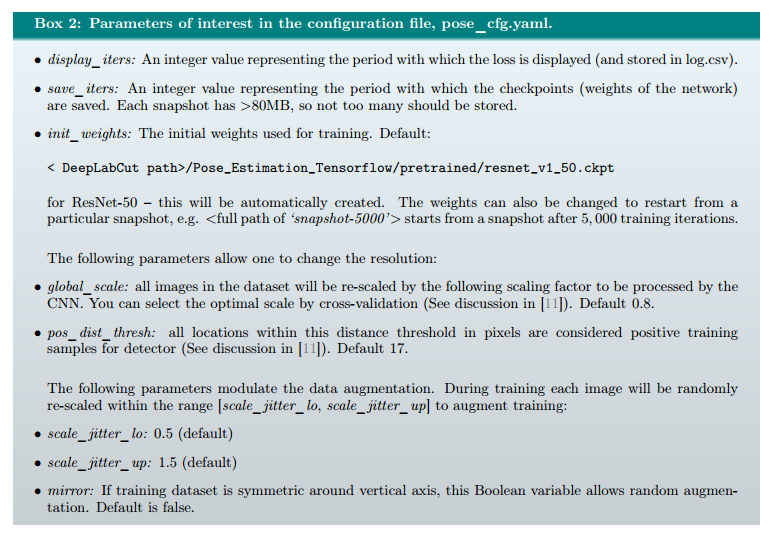 Box 2: Parameters of interest in the configuration file, pose_cfg.yaml.
• display_iters: An integer value representing the period with which the loss is displayed (and stored in log.csv).
• save_iters: An integer value representing the period with which the checkpoints (weights of the network)
are saved. Each snapshot has >80MB, so not too many should be stored.
• init_weights: The initial weights used for training. Default:
< DeepLabCut path>/Pose_Estimation_Tensorflow/pretrained/resnet_v1_50.ckpt
for ResNet-50 – this will be automatically created. The weights can also be changed to restart from a
particular snapshot, e.g. <full path of ‘snapshot-5000’> starts from a snapshot after 5,000 training iterations.
The following parameters allow one to change the resolution:
• global_scale: all images in the dataset will be re-scaled by the following scaling factor to be processed by the
CNN. You can select the optimal scale by cross-validation (See discussion in [11]). Default 0.8.
• pos_dist_thresh: all locations within this distance threshold in pixels are considered positive training
samples for detector (See discussion in [11]). Default 17.
The following parameters modulate the data augmentation. During training each image will be randomly
re-scaled within the range [scale_jitter_lo, scale_jitter_up] to augment training:
• scale_jitter_lo: 0.5 (default)
• scale_jitter_up: 1.5 (default)
• mirror: If training dataset is symmetric around vertical axis, this Boolean variable allows random augmen-
tation. Default is false.